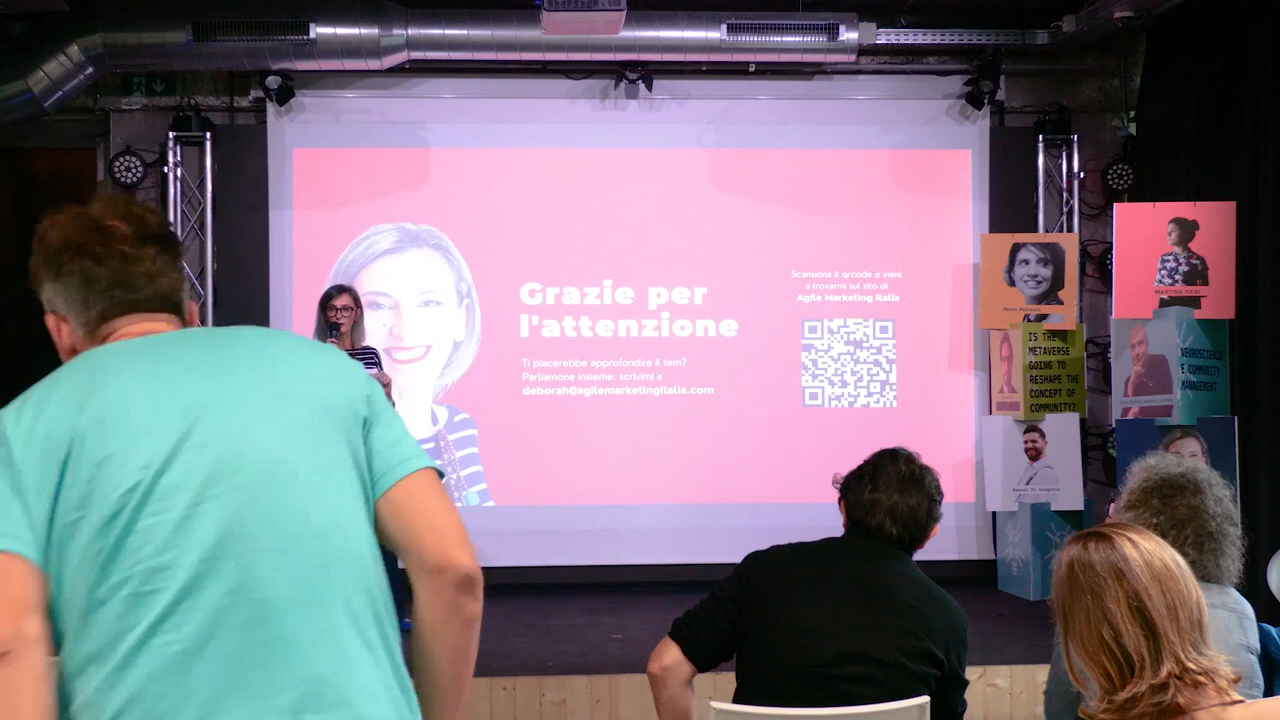 Grazie per
l'attenzione
Ti piacerebbe approfondire il tem?
Parliamone insieme: scrivimi a
deborah@agilemarketingitalia.com
Scansiona il qrcode e vieni
a trovarmi sul sito di
Agile Marketing Italia
MARTINA PIERI
IS THE
METAVERSE
GOING TO
RESHAPE THE
CONCEPT OF
COMMUNITY?
NEUROSCIENZE
E COMMUNITY
MANAGEMENT